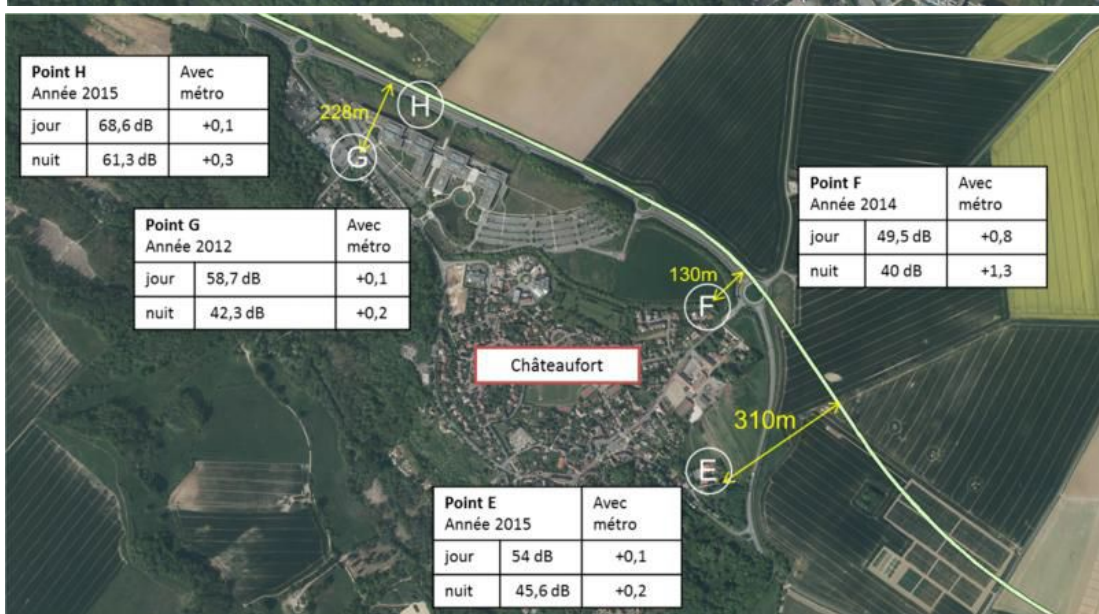 Point H
Année 2015
Avec
métro
jour 68,6 dB +0,1
nuit 61,3 dB +0,3
228m
H
G
Point G
Année 2012
Avec
métro
jour 58,7 dB +0,1
nuit 42,3 dB +0,2
Point F
Année 2014
Avec
métro
jour 49,5 dB +0,8
nuit 40 dB +1,3
130m
F
Châteaufort
310m
E
Point E
Année 2015
Avec
métro
jour 54 dB +0,1
nuit 45,6 dB +0,2